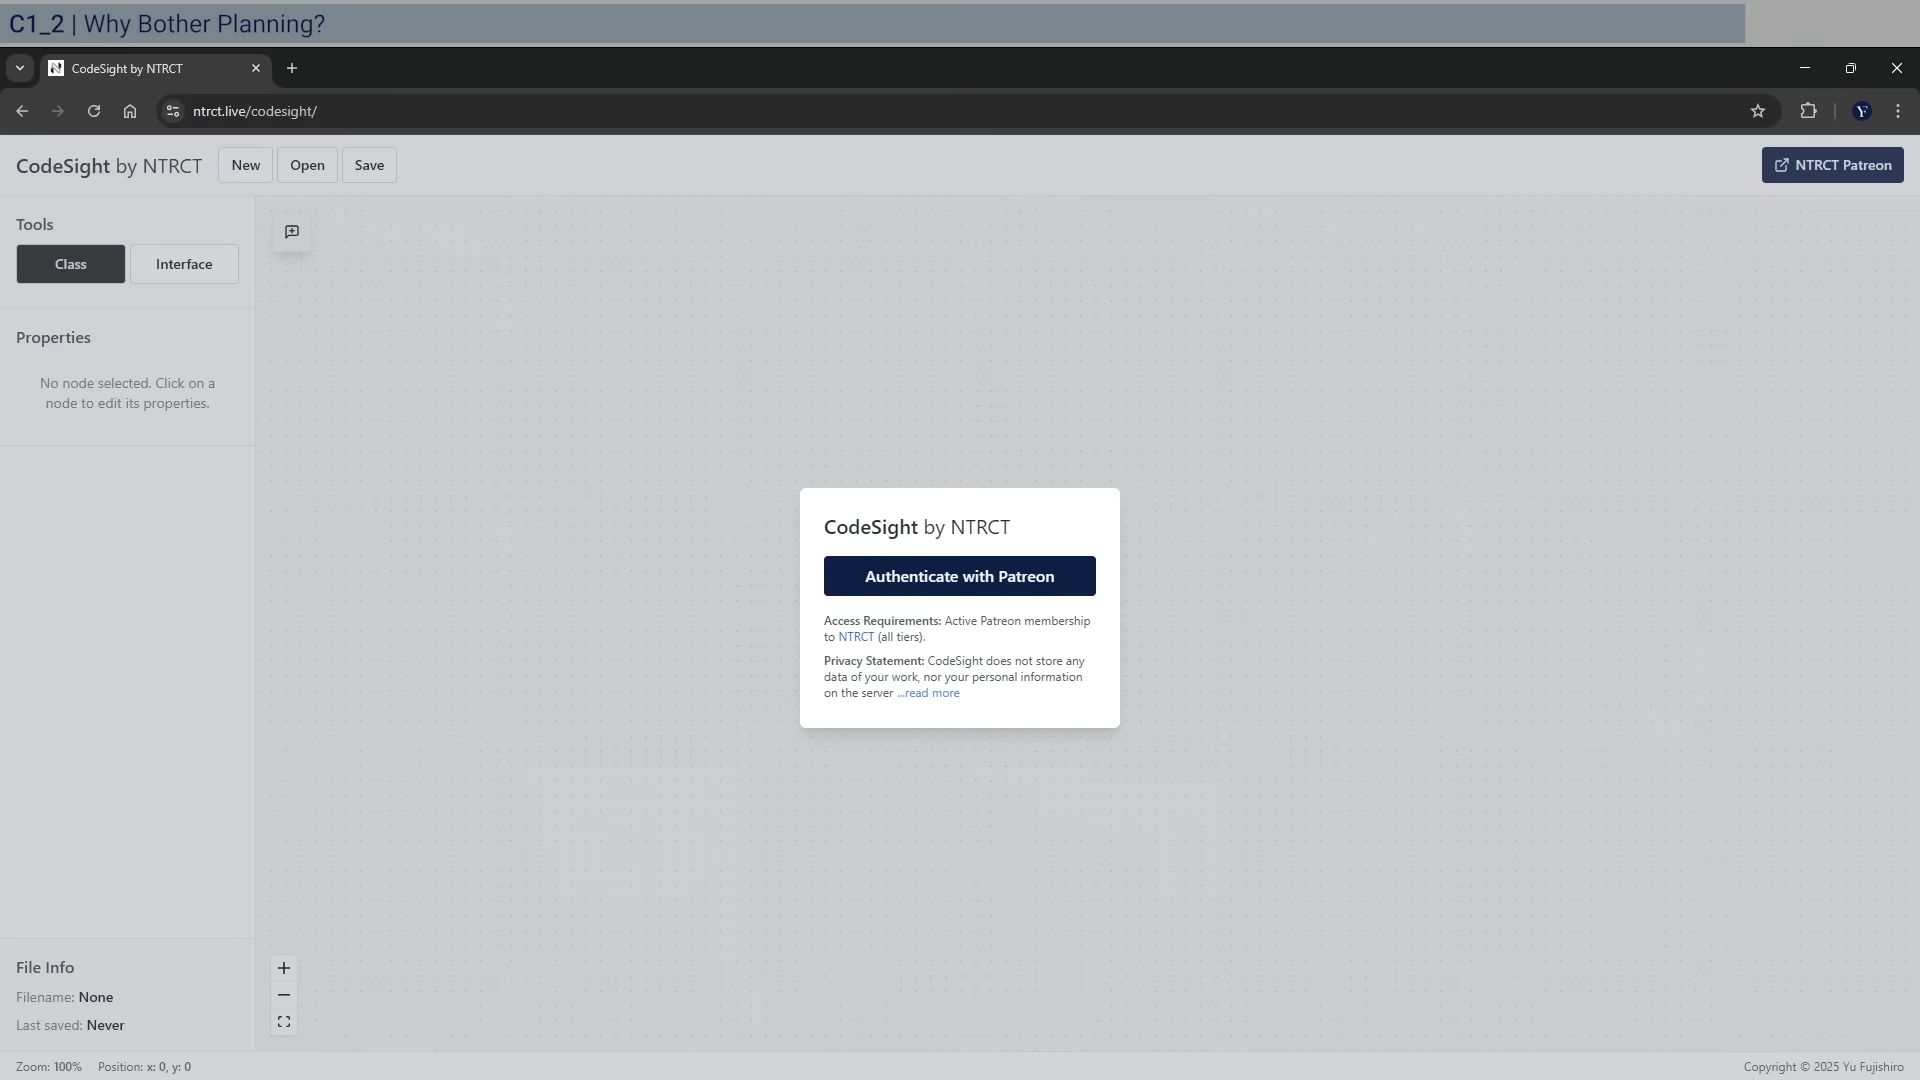 C1_2 | Why Bother Planning?
CodeSight by NTRCT
ntrct.live/codesight/
CodeSight by NTRCT
New
Open
Save
NTRCT Patreon
Tools
Class
Interface
Properties
No node selected. Click on a
node to edit its properties.
CodeSight by NTRCT
Authenticate with Patreon
Access Requirements: Active Patreon membership
to NTRCT (all tiers).
Privacy Statement: CodeSight does not store any
data of your work, nor your personal information
on the server ...read more
File Info
Filename: None
Last saved: Never
Zoom: 100%
Position: x: 0, y: 0
Copyright © 2025 Yu Fujishiro